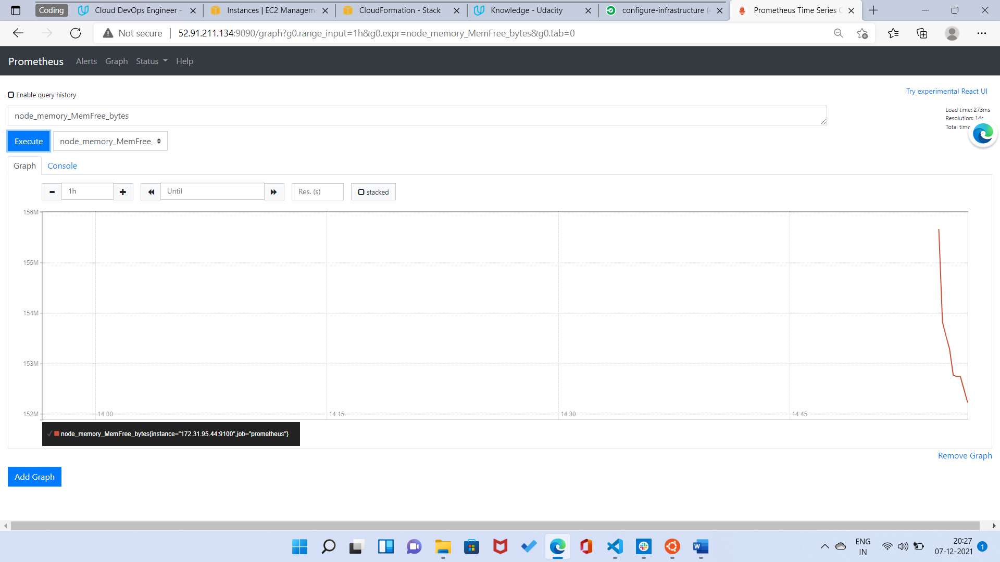 Coding
Cloud DevOps Engineer -
Instances | EC2 Managem
CloudFormation - Stack
Knowledge - Udacity
configure-infrastructure (
Prometheus Time Series
Not secure
52.91.211.134:9090/graph?g0.range_input=1h&g0.expr=node_memory_MemFree_bytes&g0.tab=0
Prometheus
Alerts
Graph
Status
Help
Enable query history
Try experimental React UI
node_memory_MemFree_bytes
Load time: 273ms
Resolution: 14s
Total time
Execute
node_memory_MemFree_
Graph
Console
1h
Until
Res. (s)
stacked
156M
155M
154M
153M
152M
14:00
14:15
14:30
14:45
node_memory_MemFree_bytes{instance="172.31.95.44:9100",job="prometheus"}
Remove Graph
Add Graph
ENG
IN
20:27
07-12-2021
1